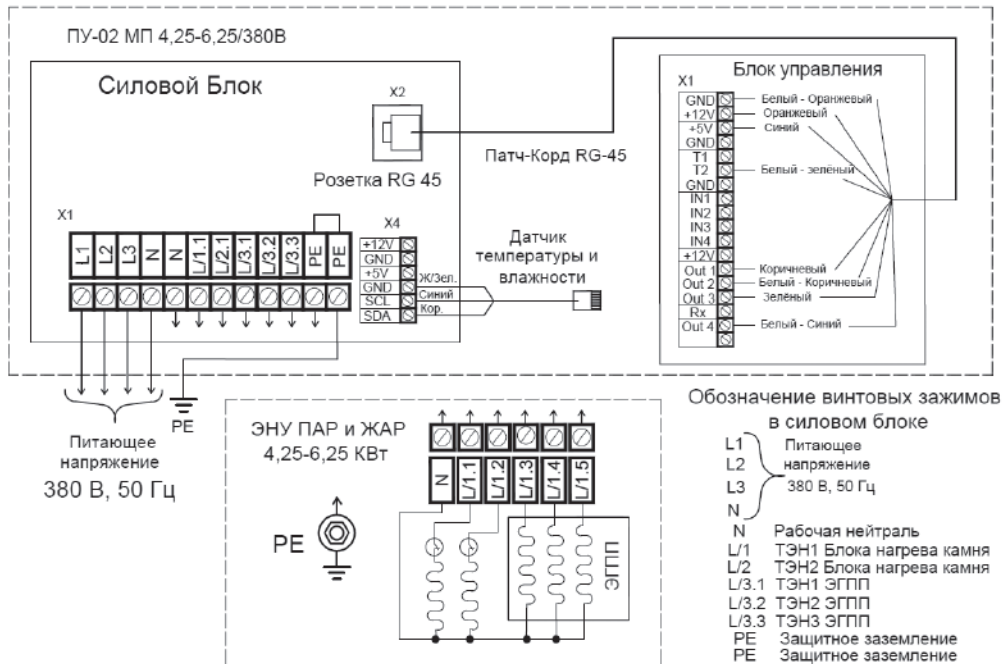 ПУ-02 МП 4,25-6,25/380В
Силовой Блок
X2
Розетка RG 45
Патч-Корд RG-45
X1
L1
L2
L3
N
N
L/1.1
L/2.1
L/3.1
L/3.2
L/3.3
PE
PE
X4
+12V
GND
+5V
GND
SCL
SDA
Ж/Зел.
Синий
Кор.
Датчик
температуры и
влажности
Блок управления
X1
GND Белый - Оранжевый
+12V Оранжевый
+5V Синий
GND
T1
T2 Белый - зелёный
GND
IN1
IN2
IN3
IN4
+12V
Out 1 Коричневый
Out 2 Белый - Коричневый
Out 3 Зелёный
Rx
Out 4 Белый - Синий
PE
Питающее
напряжение
380 В, 50 Гц
ЭНУ ПАР и ЖАР
4,25-6,25 КВт
PE
N
L/1.1
L/1.2
L/1.3
L/1.4
L/1.5
ЭГПП
Обозначение винтовых зажимов
в силовом блоке
L1 Питающее
L2 напряжение
L3 380 В, 50 Гц
N
N Рабочая нейтраль
L/1 ТЭН1 Блока нагрева камня
L/2 ТЭН2 Блока нагрева камня
L/3.1 ТЭН1 ЭГПП
L/3.2 ТЭН2 ЭГПП
L/3.3 ТЭН3 ЭГПП
PE Защитное заземление
PE Защитное заземление